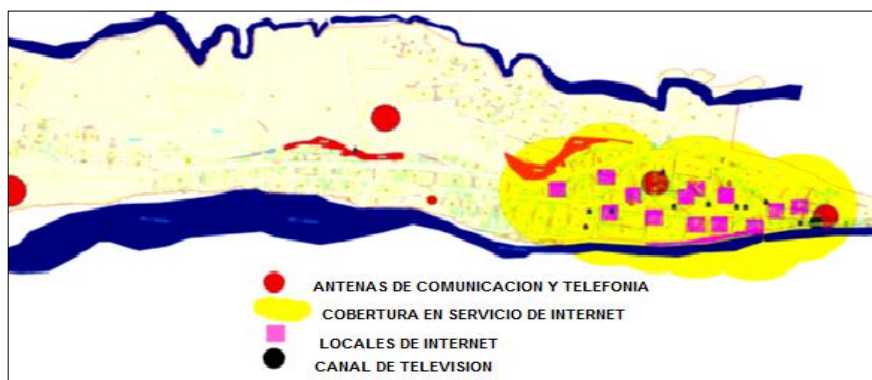 ANTENAS DE COMUNICACION Y TELEFONIA
COBERTURA EN SERVICIO DE INTERNET
LOCALES DE INTERNET
CANAL DE TELEVISION